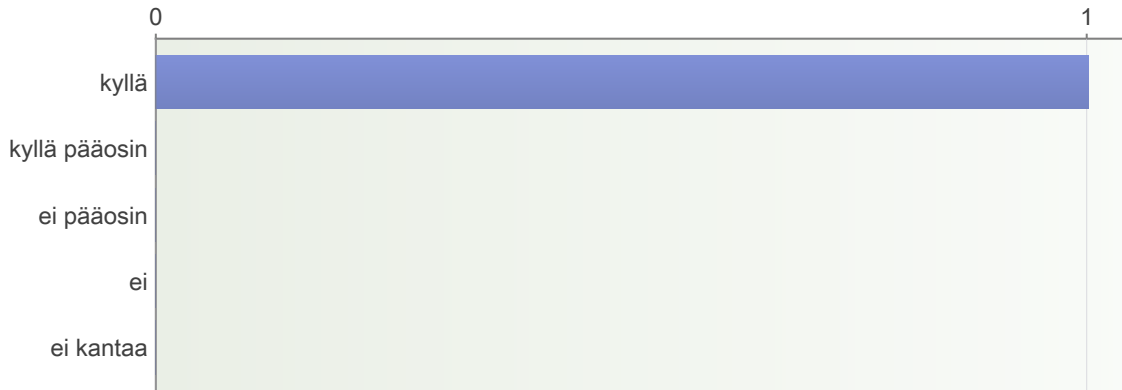 0 1
kyllä
kyllä pääosin
ei pääosin
ei
ei kantaa